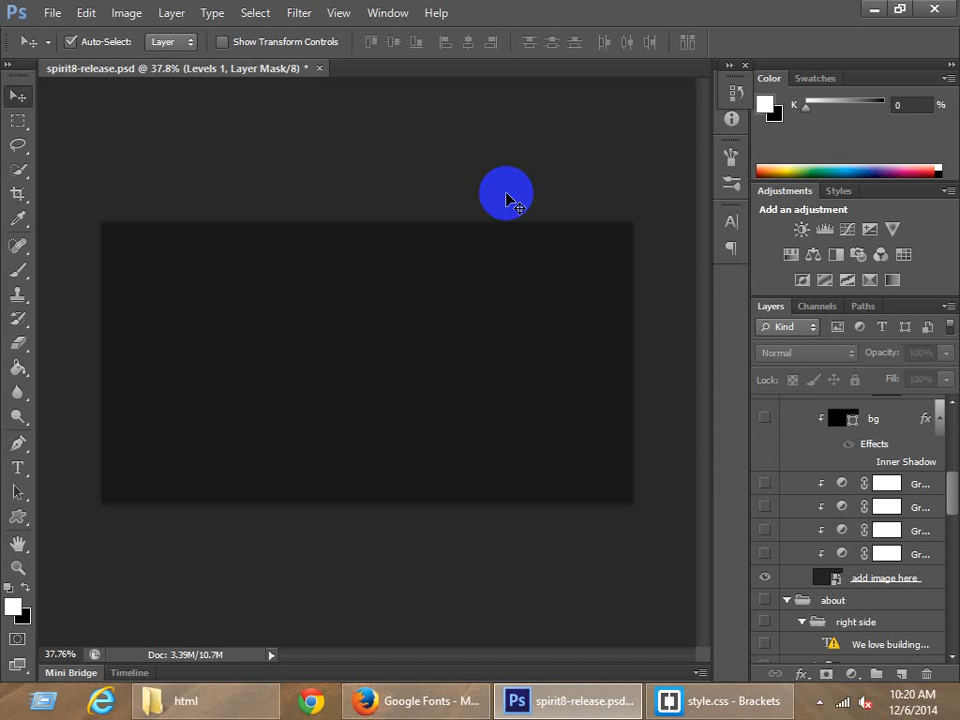 Ps File Edit Image Layer Type Select Filter View Window Help
Auto-Select: Layer Show Transform Controls
spirit8-release.psd @ 37.8% (Levels 1, Layer Mask/8) * ×
Color Swatches
K 0 %
Adjustments Styles
Add an adjustment
Layers Channels Paths
Kind
Normal Opacity: 100%
Lock: Fill: 100%
bg fx
Effects
Inner Shadow
Gr...
Gr...
Gr...
Gr...
add image here
about
right side
We love building...
37.76% Doc: 3.39M/10.7M
Mini Bridge Timeline
html Google Fonts - M... Ps spirit8-release.psd... style.css - Brackets
10:20 AM
12/6/2014